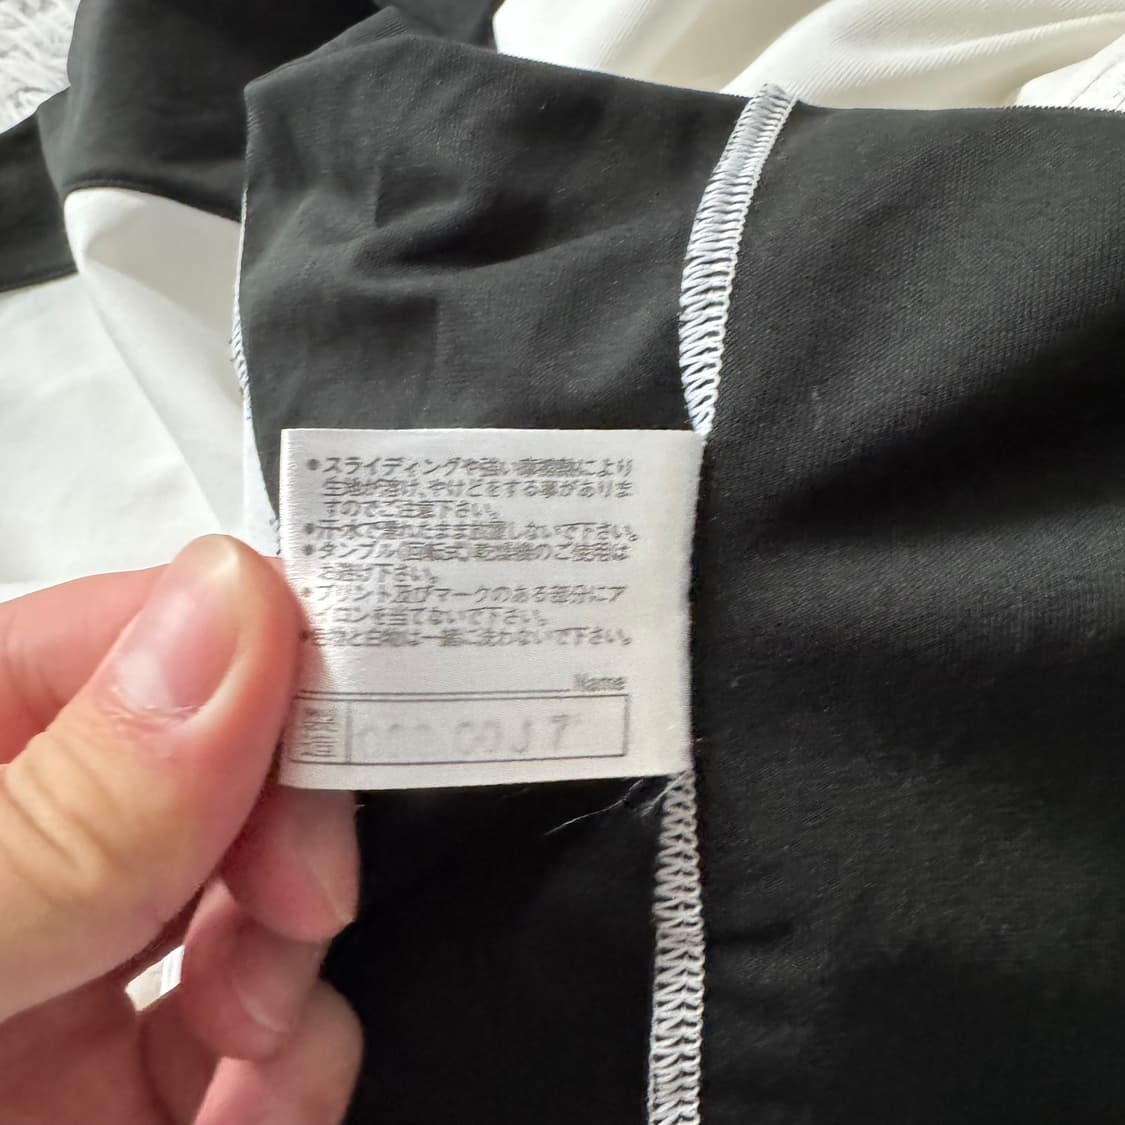 ●スライディングや強い摩擦熱により
生地が溶け、やけどをする事がありま
すのでご注意下さい。
●汗・水で濡れたまま放置しないで下さい。
●タンブル(回転式)乾燥機のご使用は
お避け下さい。
●プリント及びマークのある部分にア
イロンを当てないで下さい。
と白物は一緒に洗わないで下さい。
Name